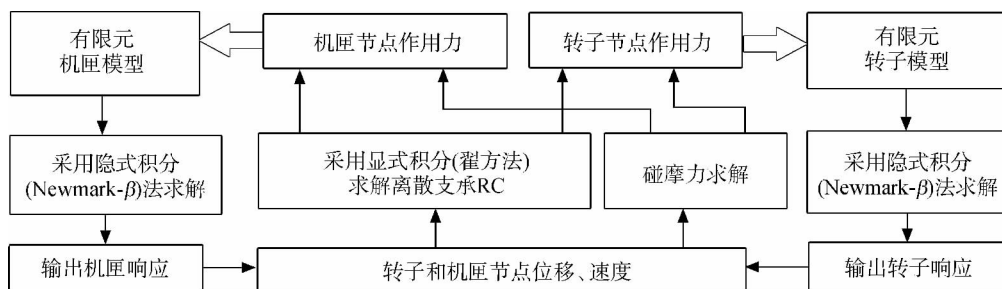 有限元
机匣模型
机匣节点作用力
转子节点作用力
有限元
转子模型
采用隐式积分
(Newmark-β)法求解
采用显式积分(翟方法)
求解离散支承RC
碰摩力求解
采用隐式积分
(Newmark-β)法求解
输出机匣响应
转子和机匣节点位移、速度
输出转子响应